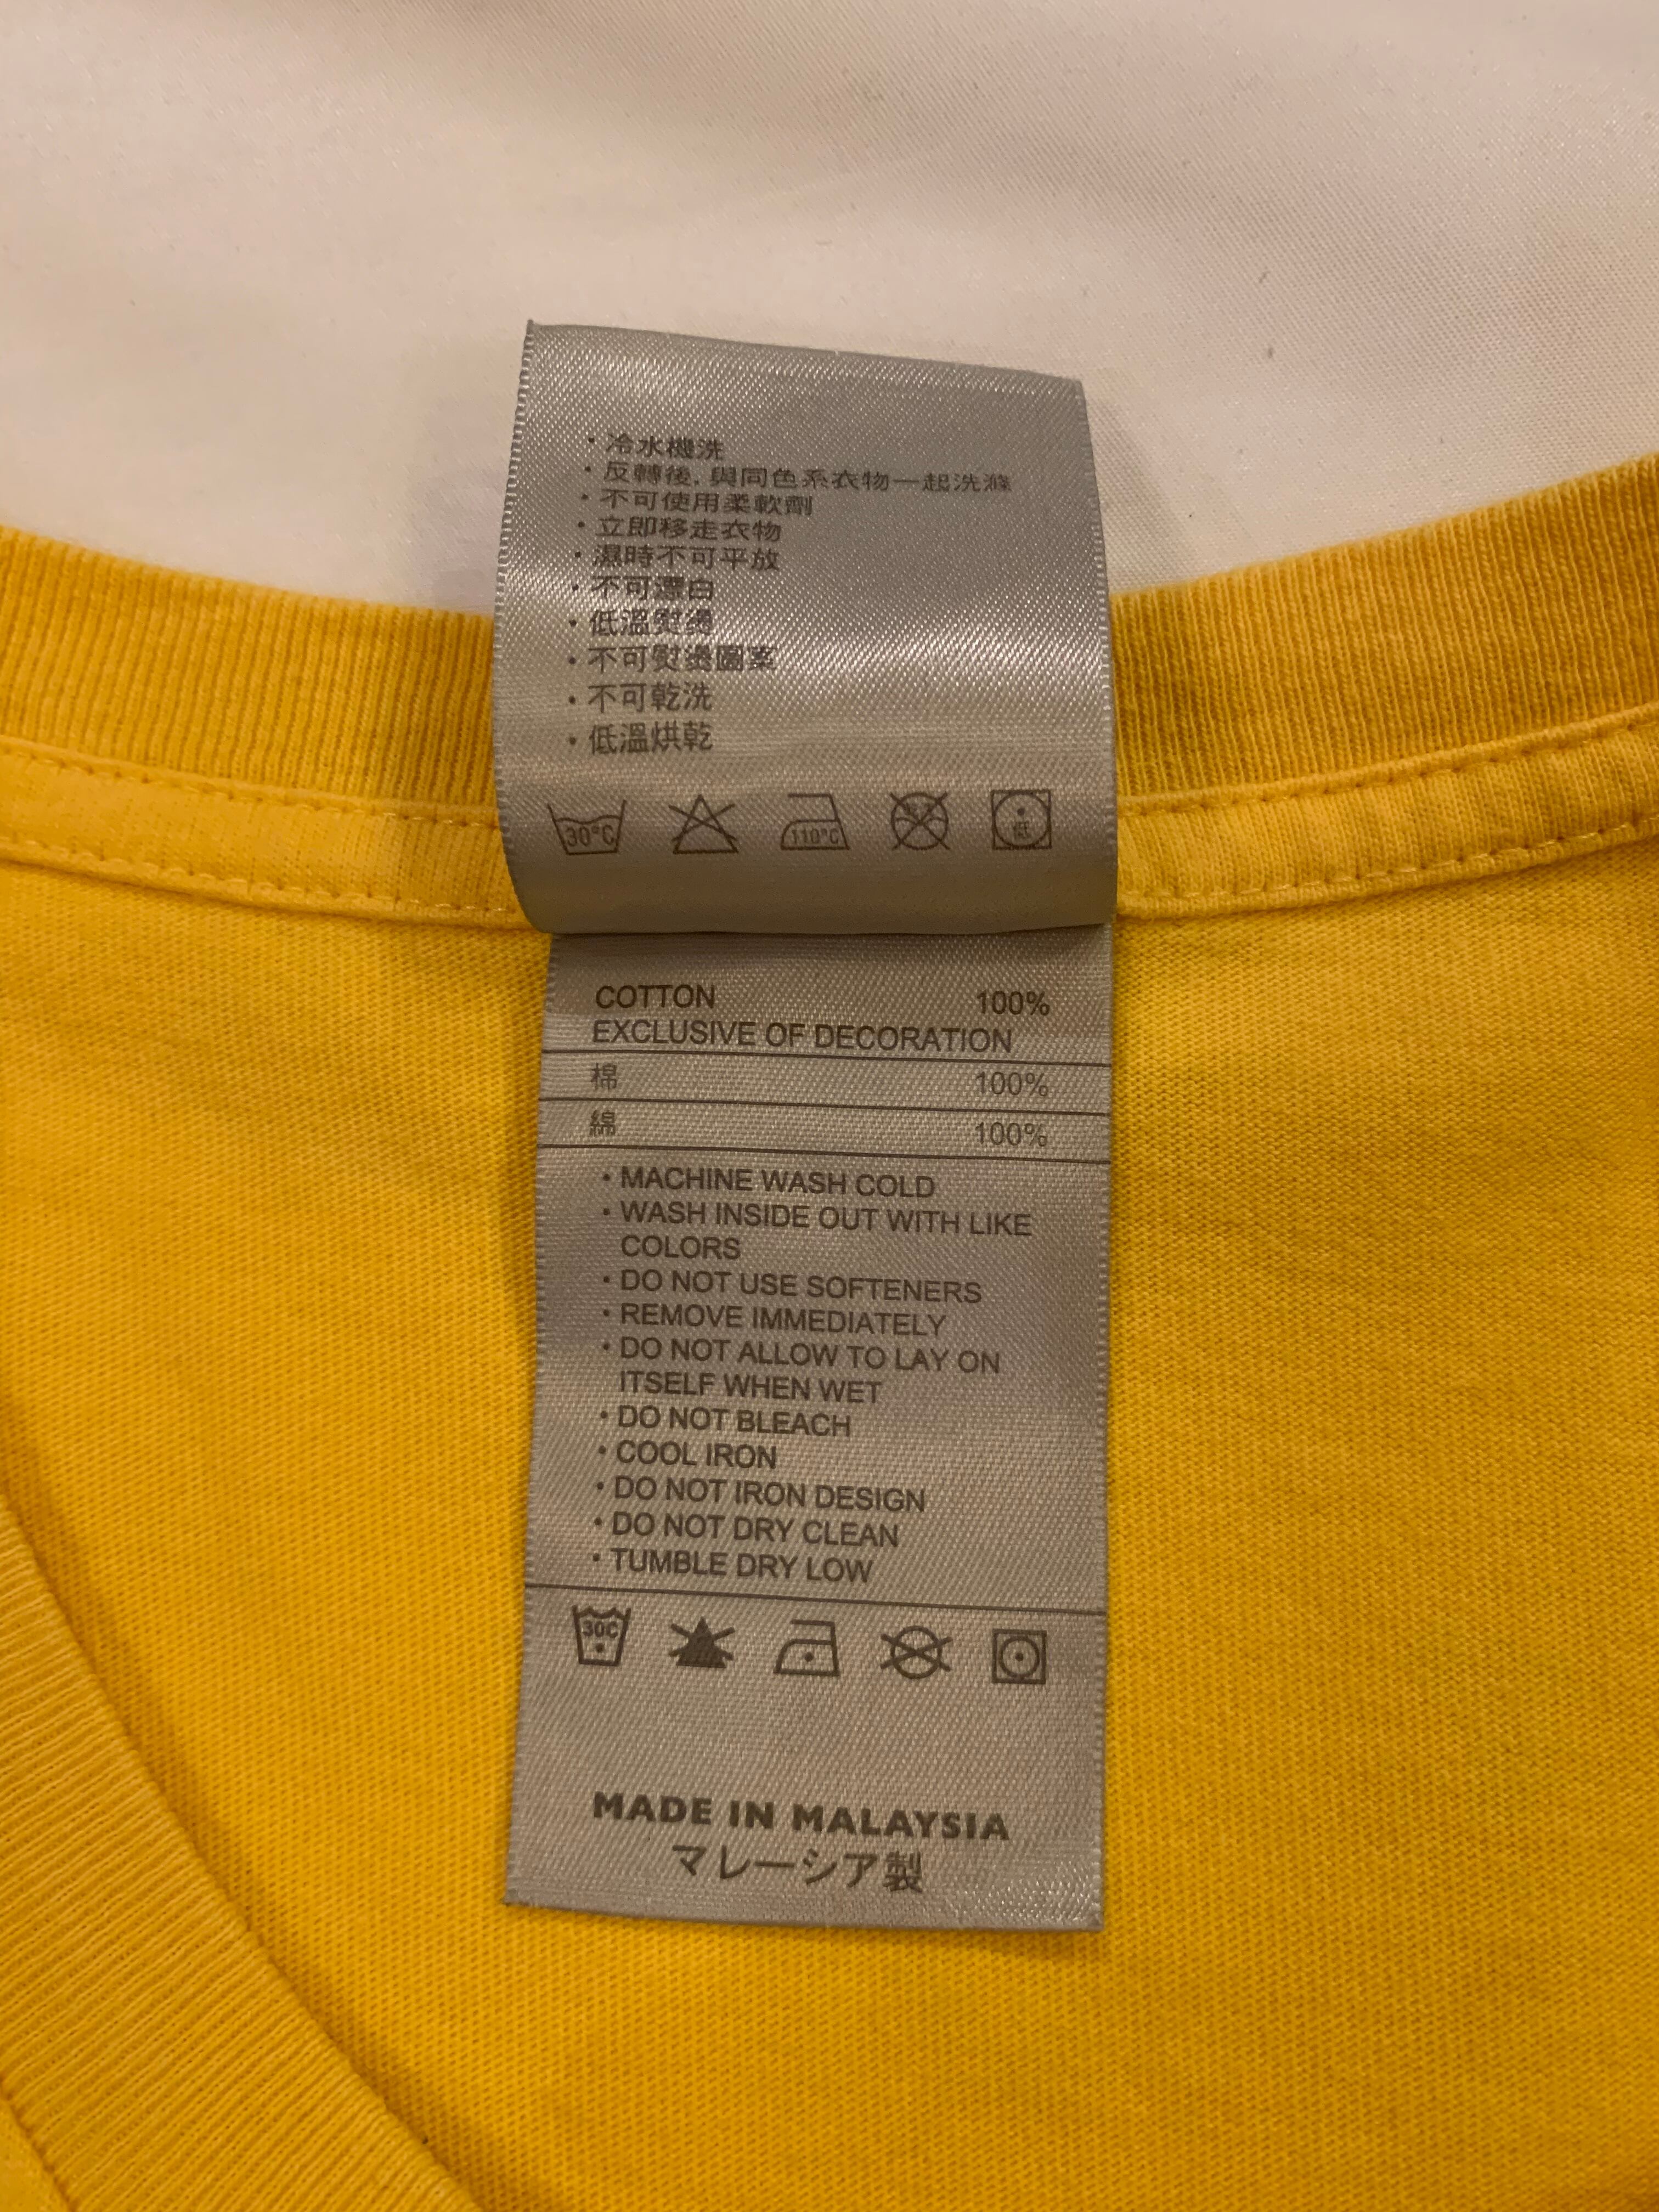 ・冷水機洗
・反轉後,與同色系衣物一起洗滌
・不可使用柔軟劑
・立即移走衣物
・濕時不可平放
・不可漂白
・低溫熨燙
・不可熨燙圖案
・不可乾洗
・低溫烘乾
30°C 110°C 低
COTTON 100%
EXCLUSIVE OF DECORATION
棉 100%
綿 100%
・MACHINE WASH COLD
・WASH INSIDE OUT WITH LIKE
COLORS
・DO NOT USE SOFTENERS
・REMOVE IMMEDIATELY
・DO NOT ALLOW TO LAY ON
ITSELF WHEN WET
・DO NOT BLEACH
・COOL IRON
・DO NOT IRON DESIGN
・DO NOT DRY CLEAN
・TUMBLE DRY LOW
30C
MADE IN MALAYSIA
マレーシア製